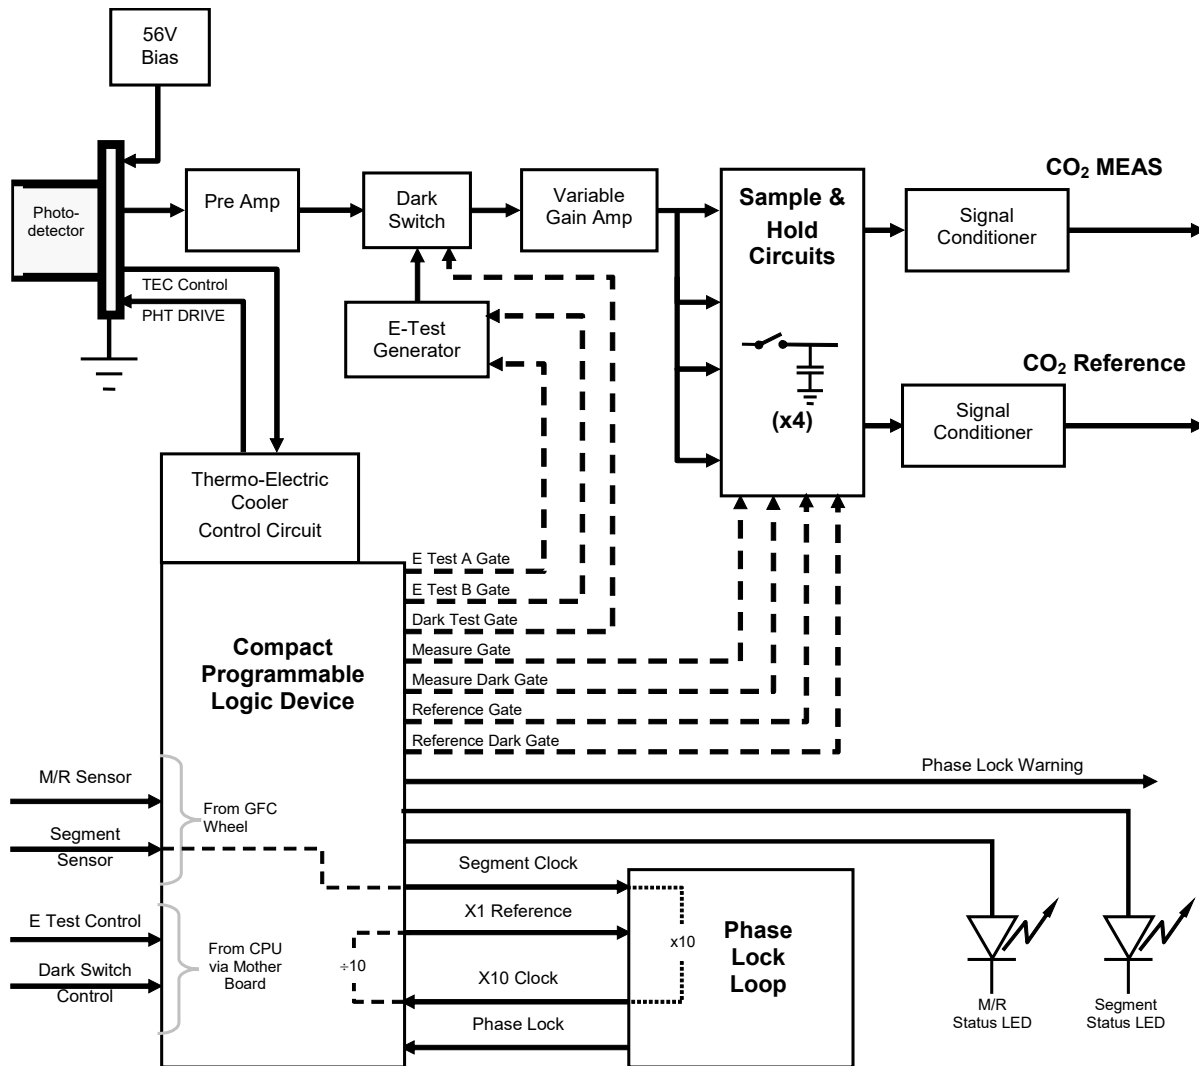 56V
Bias
CO₂ MEAS
Photo-
detector
Pre Amp
Dark
Switch
Variable
Gain Amp
Sample &
Hold
Circuits
Signal
Conditioner
TEC Control
PHT DRIVE
E-Test
Generator
(x4)
CO₂ Reference
Signal
Conditioner
Thermo-Electric
Cooler
Control Circuit
E Test A Gate
E Test B Gate
Dark Test Gate
Measure Gate
Measure Dark Gate
Reference Gate
Reference Dark Gate
Compact
Programmable
Logic Device
Phase Lock Warning
M/R Sensor
Segment
Sensor
From GFC
Wheel
E Test Control
Dark Switch
Control
From CPU
via Mother
Board
Segment Clock
X1 Reference
÷10
X10 Clock
Phase Lock
x10
Phase
Lock
Loop
M/R
Status LED
Segment
Status LED